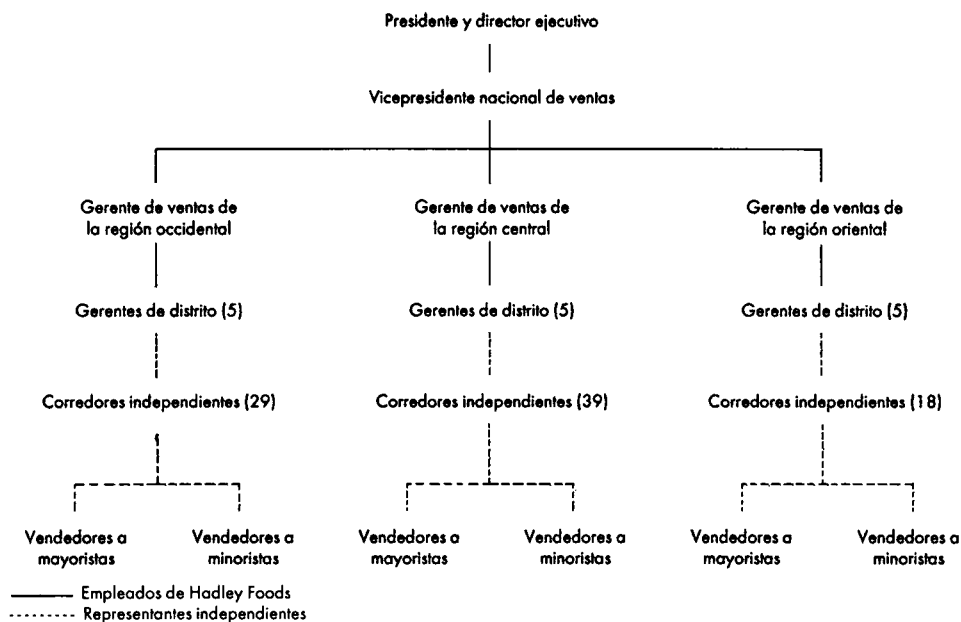 Presidente y director ejecutivo
Vicepresidente nacional de ventas
Gerente de ventas de
la región occidental
Gerente de ventas de
la región central
Gerente de ventas de
la región oriental
Gerentes de distrito (5)
Gerentes de distrito (5)
Gerentes de distrito (5)
Corredores independientes (29)
Corredores independientes (39)
Corredores independientes (18)
Vendedores a
mayoristas
Vendedores a
minoristas
Vendedores a
mayoristas
Vendedores a
minoristas
Vendedores a
mayoristas
Vendedores a
minoristas
Empleados de Hadley Foods
Representantes independientes